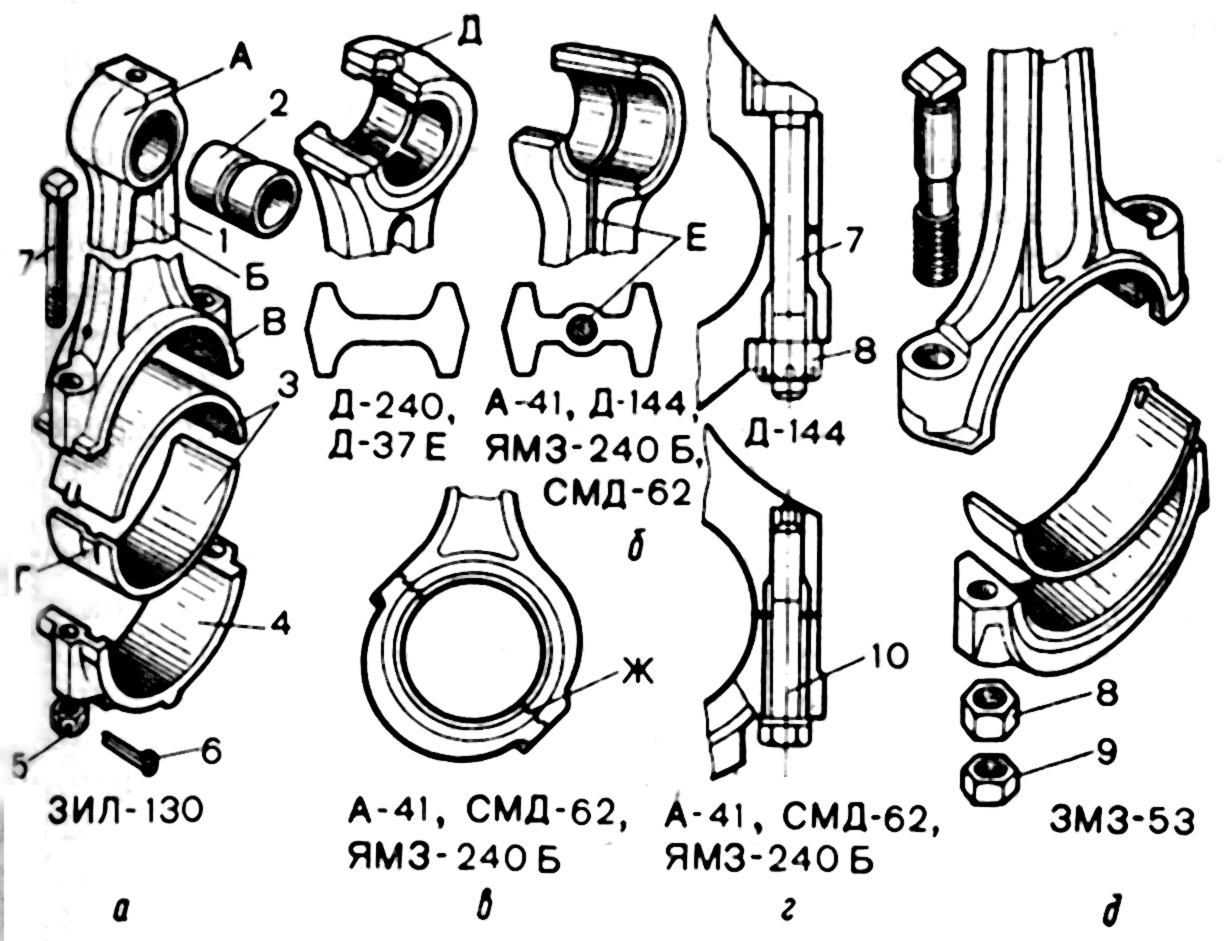 А
2
Д
1
7
Б
В
Е
7
8
3
Д-240,
Д-37Е
А-41, Д-144,
ЯМЗ-240Б,
СМД-62
Д-144
б
Г
4
Ж
10
5
6
8
9
ЗИЛ-130
А-41, СМД-62,
ЯМЗ-240Б
А-41, СМД-62,
ЯМЗ-240Б
ЗМЗ-53
а
в
г
д